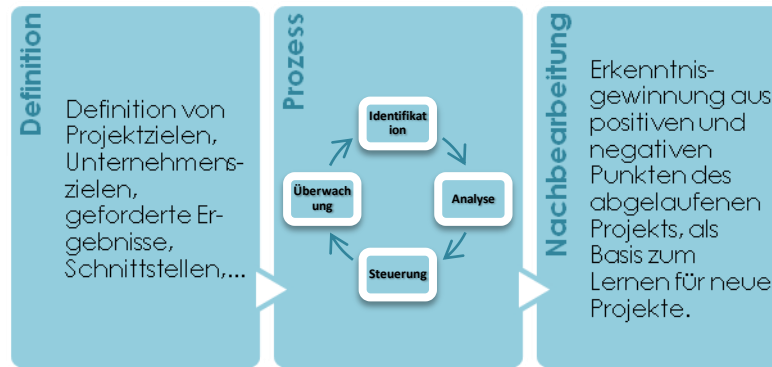 Definition
Definition von
Projektzielen,
Unternehmens-
zielen,
geforderte Er-
gebnisse,
Schnittstellen,...
Prozess
Identifikat
ion
Analyse
Steuerung
Überwach
ung
Nachbearbeitung
Erkenntnis-
gewinnung aus
positiven und
negativen
Punkten des
abgelaufenen
Projekts, als
Basis zum
Lernen für neue
Projekte.